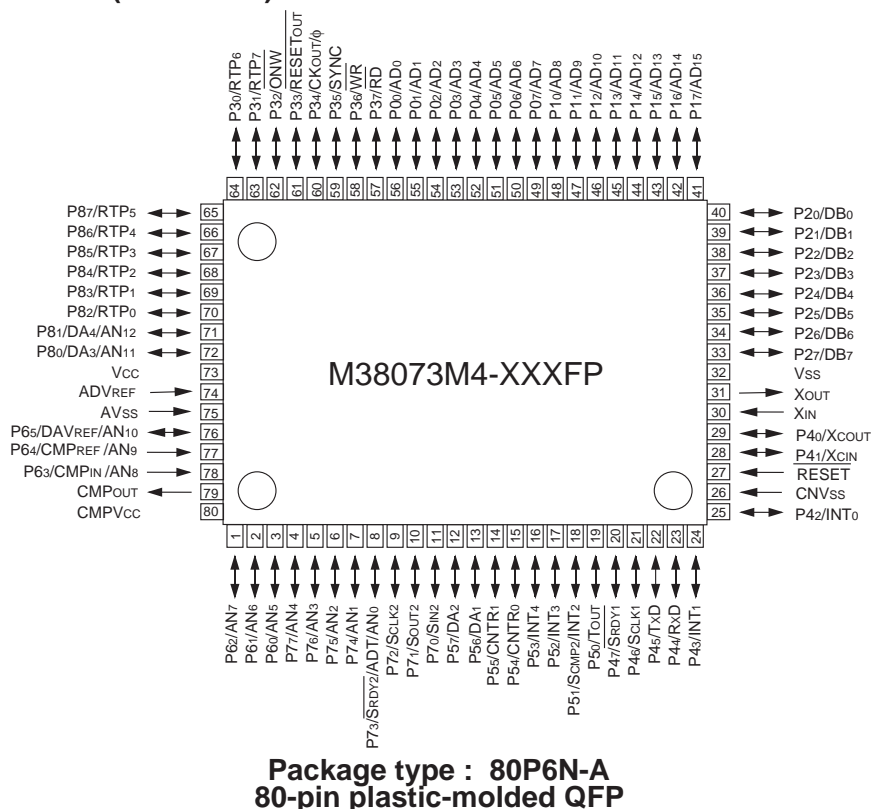 P30/RTP6
P31/RTP7
P32/ONW
P33/RESETOUT
P34/CKOUT/ϕ
P35/SYNC
P36/WR
P37/RD
P00/AD0
P01/AD1
P02/AD2
P03/AD3
P04/AD4
P05/AD5
P06/AD6
P07/AD7
P10/AD8
P11/AD9
P12/AD10
P13/AD11
P14/AD12
P15/AD13
P16/AD14
P17/AD15
64 63 62 61 60 59 58 57 56 55 54 53 52 51 50 49 48 47 46 45 44 43 42 41
P87/RTP5 65
P86/RTP4 66
P85/RTP3 67
P84/RTP2 68
P83/RTP1 69
P82/RTP0 70
P81/DA4/AN12 71
P80/DA3/AN11 72
VCC 73
ADVREF 74
AVSS 75
P65/DAVREF/AN10 76
P64/CMPREF/AN9 77
P63/CMPIN/AN8 78
CMPOUT 79
CMPVCC 80
M38073M4-XXXFP
40 P20/DB0
39 P21/DB1
38 P22/DB2
37 P23/DB3
36 P24/DB4
35 P25/DB5
34 P26/DB6
33 P27/DB7
32 VSS
31 XOUT
30 XIN
29 P40/XCOUT
28 P41/XCIN
27 RESET
26 CNVSS
25 P42/INT0
1 2 3 4 5 6 7 8 9 10 11 12 13 14 15 16 17 18 19 20 21 22 23 24
P62/AN7
P61/AN6
P60/AN5
P77/AN4
P76/AN3
P75/AN2
P74/AN1
P73/SRDY2/ADT/AN0
P72/SCLK2
P71/SOUT2
P70/SIN2
P57/DA2
P56/DA1
P55/CNTR1
P54/CNTR0
P53/INT4
P52/INT3
P51/SCMP2/INT2
P50/TOUT
P47/SRDY1
P46/SCLK1
P45/TXD
P44/RXD
P43/INT1
Package type : 80P6N-A
80-pin plastic-molded QFP